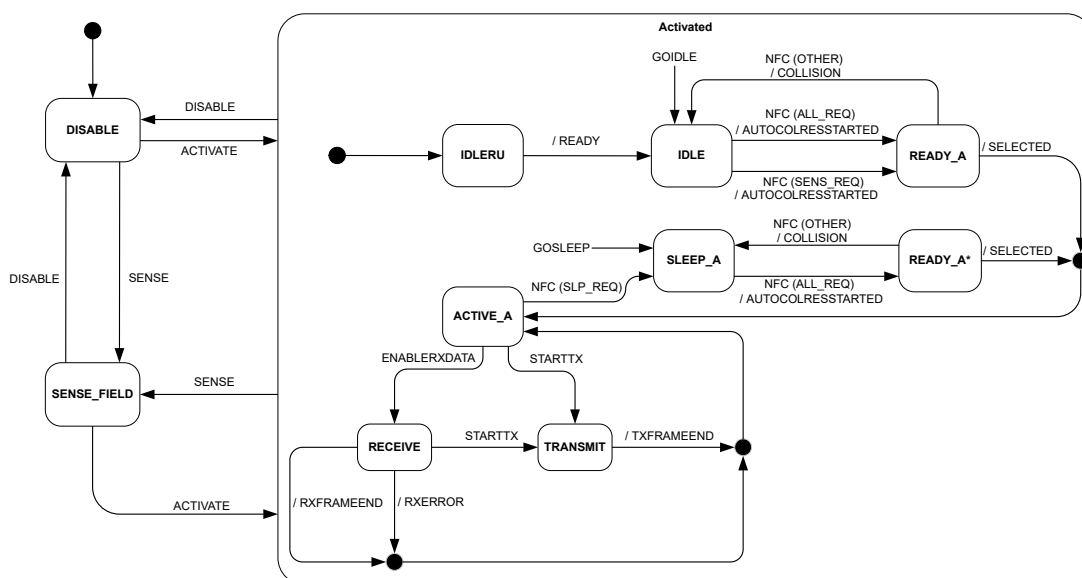 Activated
GOIDLE
NFC (OTHER)
/ COLLISION
DISABLE
DISABLE
ACTIVATE
IDLERU
/ READY
IDLE
NFC (ALL_REQ)
/ AUTOCOLRESSTARTED
NFC (SENS_REQ)
/ AUTOCOLRESSTARTED
READY_A
/ SELECTED
DISABLE
SENSE
GOSLEEP
SLEEP_A
NFC (OTHER)
/ COLLISION
NFC (ALL_REQ)
/ AUTOCOLRESSTARTED
READY_A*
/ SELECTED
NFC (SLP_REQ)
ACTIVE_A
ENABLERXDATA
STARTTX
SENSE_FIELD
SENSE
RECEIVE
STARTTX
TRANSMIT
/ TXFRAMEEND
/ RXFRAMEEND
/ RXERROR
ACTIVATE